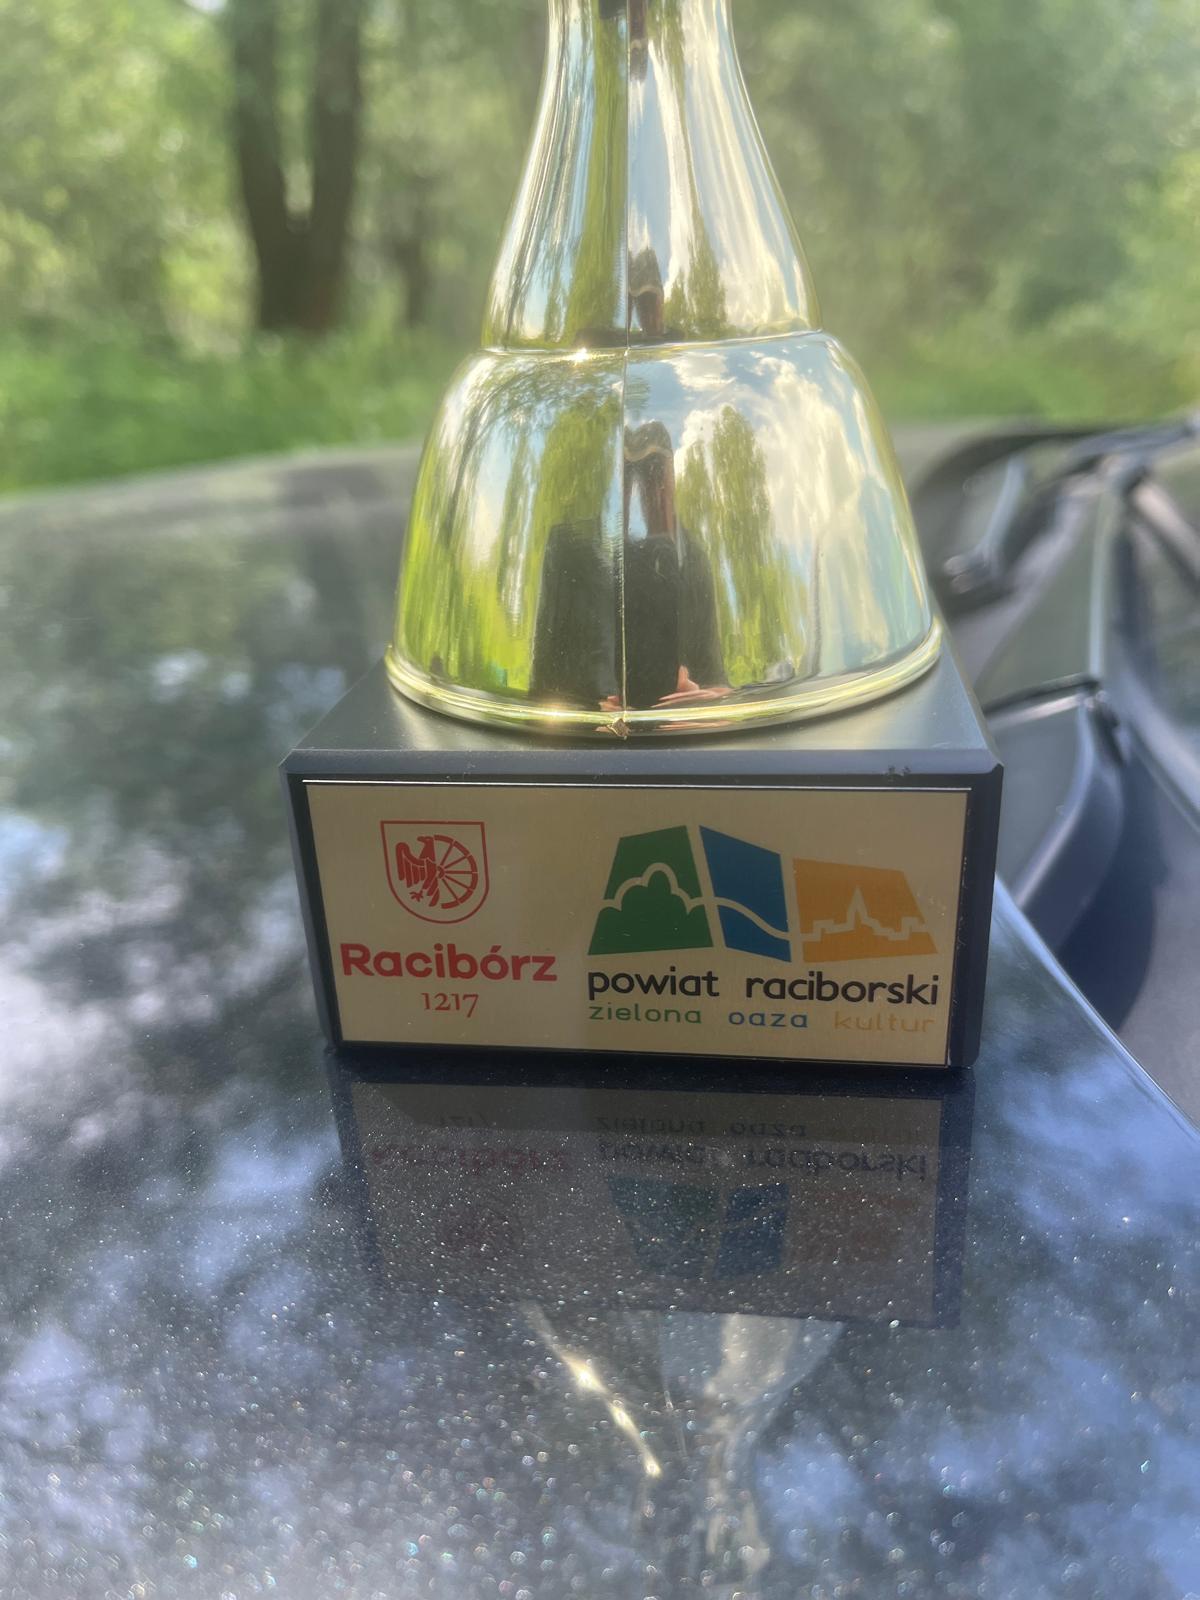 Racibórz
1217
powiat raciborski
zielona oaza kultur